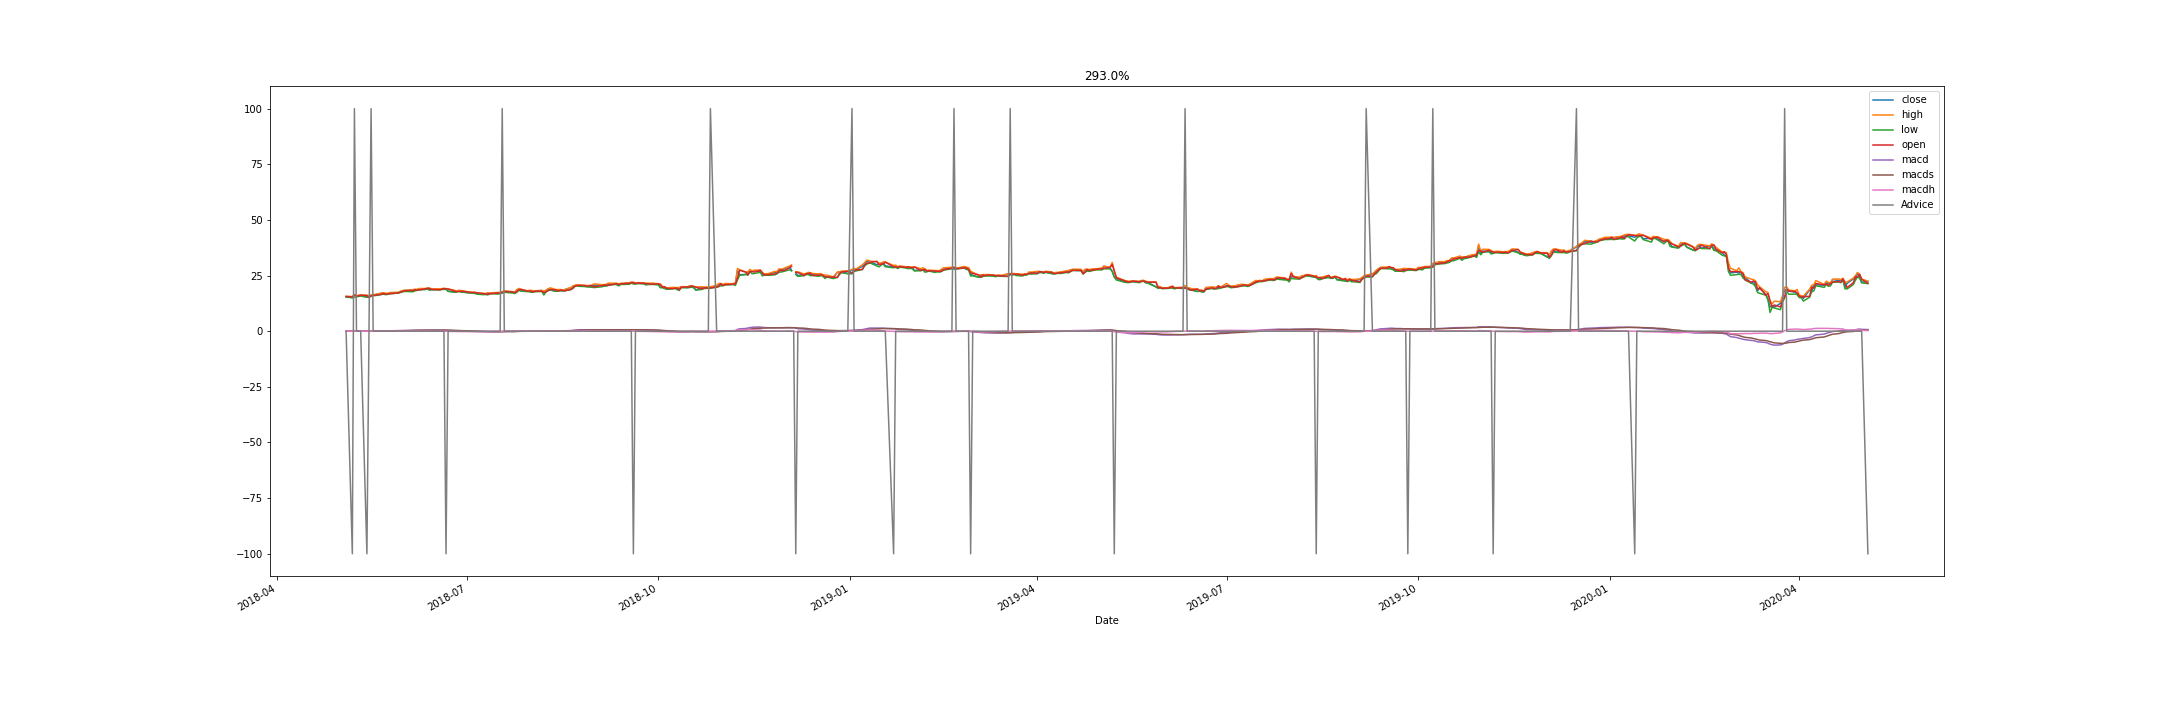 293.0%
100
75
50
25
0
−25
−50
−75
−100
close
high
low
open
macd
macds
macdh
Advice
2018-04
2018-07
2018-10
2019-01
2019-04
2019-07
2019-10
2020-01
2020-04
Date